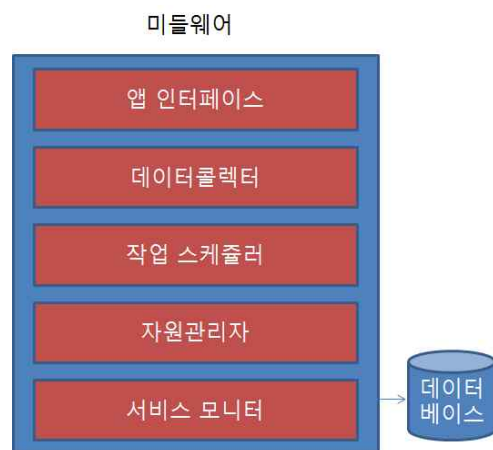 미들웨어
앱 인터페이스
데이터콜렉터
작업 스케쥴러
자원관리자
서비스 모니터
데이터
베이스